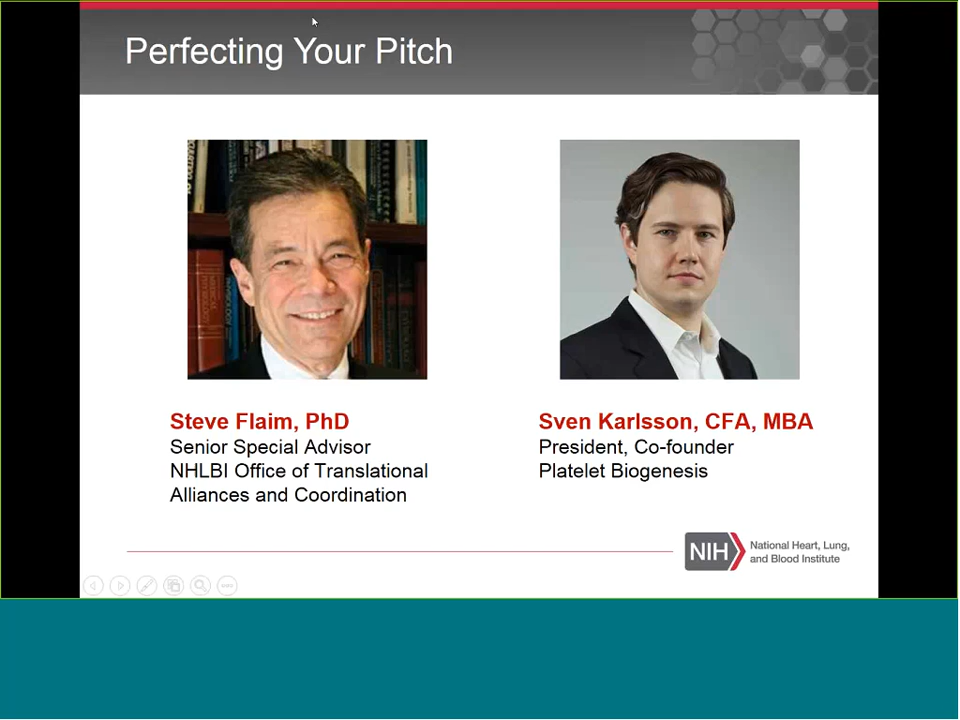 Perfecting Your Pitch
Steve Flaim, PhD
Senior Special Advisor
NHLBI Office of Translational
Alliances and Coordination
Sven Karlsson, CFA, MBA
President, Co-founder
Platelet Biogenesis
NIH
National Heart, Lung,
and Blood Institute